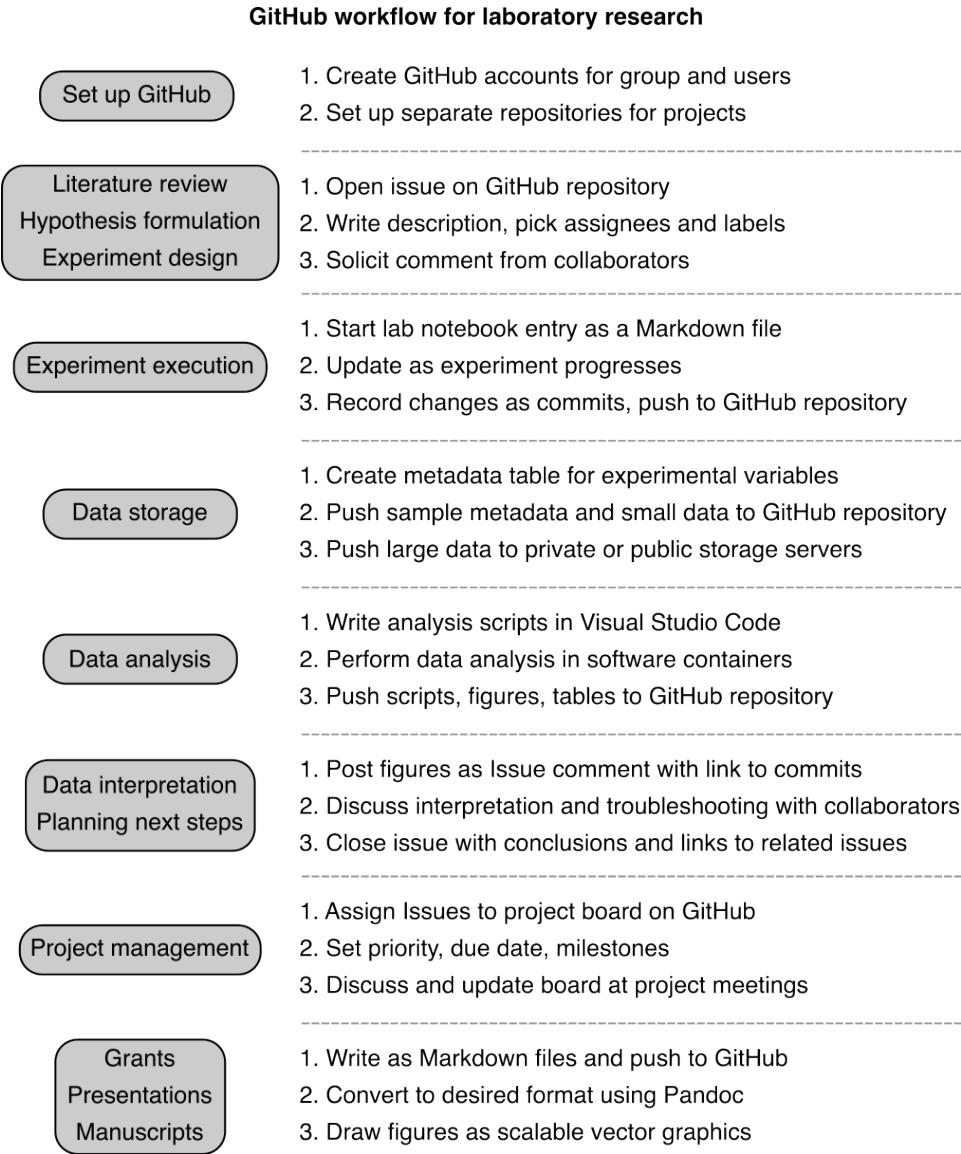 GitHub workflow for laboratory research
Set up GitHub
1. Create GitHub accounts for group and users
2. Set up separate repositories for projects
Literature review
Hypothesis formulation
Experiment design
1. Open issue on GitHub repository
2. Write description, pick assignees and labels
3. Solicit comment from collaborators
Experiment execution
1. Start lab notebook entry as a Markdown file
2. Update as experiment progresses
3. Record changes as commits, push to GitHub repository
Data storage
1. Create metadata table for experimental variables
2. Push sample metadata and small data to GitHub repository
3. Push large data to private or public storage servers
Data analysis
1. Write analysis scripts in Visual Studio Code
2. Perform data analysis in software containers
3. Push scripts, figures, tables to GitHub repository
Data interpretation
Planning next steps
1. Post figures as Issue comment with link to commits
2. Discuss interpretation and troubleshooting with collaborators
3. Close issue with conclusions and links to related issues
Project management
1. Assign Issues to project board on GitHub
2. Set priority, due date, milestones
3. Discuss and update board at project meetings
Grants
Presentations
Manuscripts
1. Write as Markdown files and push to GitHub
2. Convert to desired format using Pandoc
3. Draw figures as scalable vector graphics